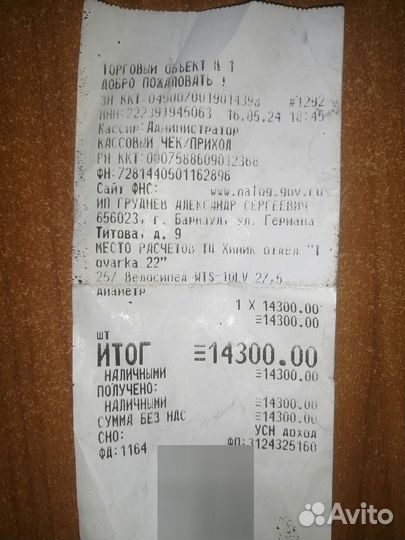 ТОРГОВЫЙ ОБЪЕКТ № 1
ДОБРО ПОЖАЛОВАТЬ !
ЗН ККТ:0490070019014398 #1292
ИНН:222391945063 16.05.24 18:45
Кассир:Администратор
КАССОВЫЙ ЧЕК/ПРИХОД
РН ККТ:0007588609012368
ФН:7281440501162896
Сайт ФНС: www.nalog.gov.ru
ИП ГРУДНЕВ АЛЕКСАНДР СЕРГЕЕВИЧ
656023, г. Барнаул, ул. Германа
Титова, д. 9
МЕСТО РАСЧЕТОВ ТЦ Химик отдел "Т
ovarka 22"
257 Велосипед WTS-10LV 27,5
диаметр
1 X 14300.00
≡14300.00
шт
ИТОГ ≡14300.00
НАЛИЧНЫМИ ≡14300.00
ПОЛУЧЕНО:
НАЛИЧНЫМИ ≡14300.00
СУММА БЕЗ НДС ≡14300.00
СНО: УСН ДОХОД
ФД:1164 ФП:3124325160
Avito